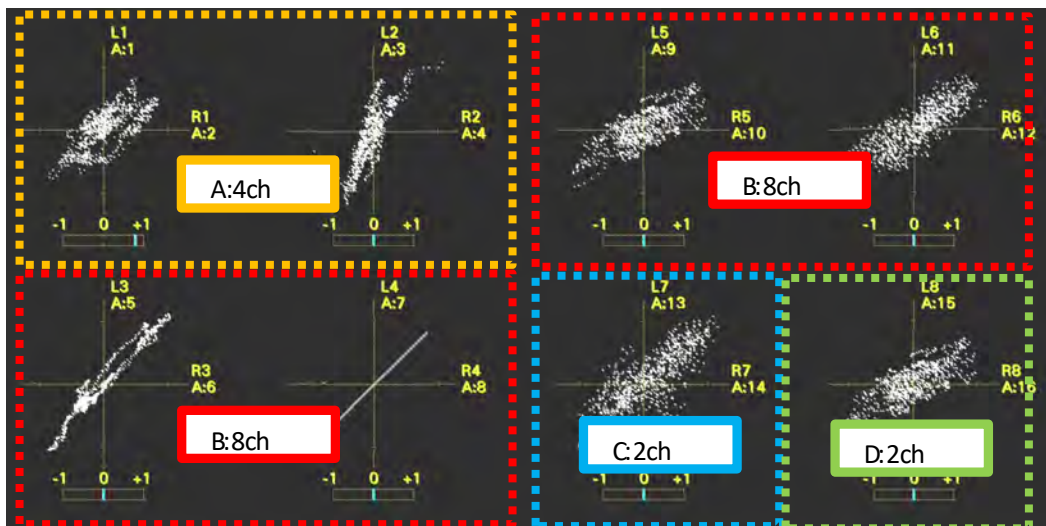 L1
A:1
R1
A:2
-1 0 +1
L2
A:3
R2
A:4
-1 0 +1
A:4ch
L5
A:9
R5
A:10
-1 0 +1
L6
A:11
R6
A:12
-1 0 +1
B:8ch
L3
A:5
R3
A:6
-1 0 +1
L4
A:7
R4
A:8
-1 0 +1
B:8ch
L7
A:13
R7
A:14
-1 0 +1
C:2ch
L8
A:15
R8
A:16
-1 0 +1
D:2ch